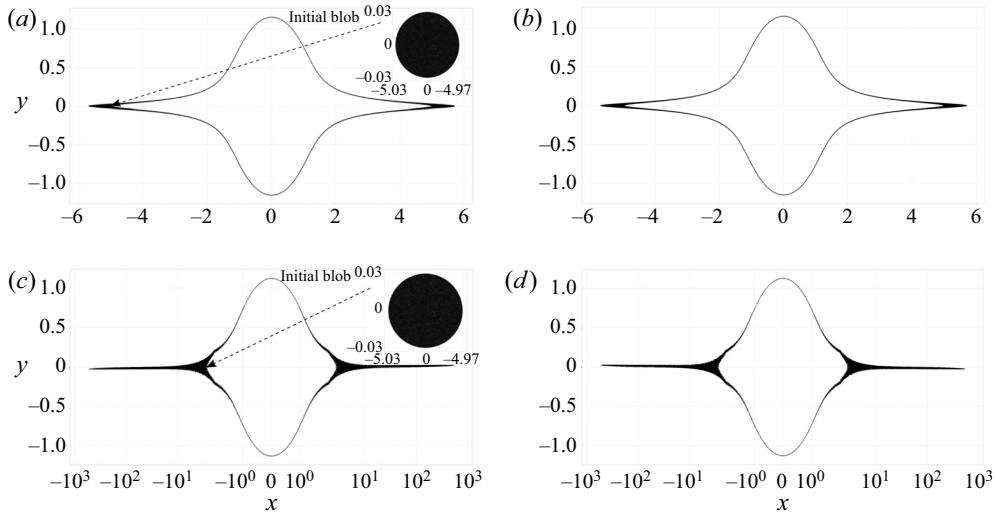 (a)
Initial blob
0.03
0
–0.03
–5.03 0 –4.97
1.0
0.5
y 0
–0.5
–1.0
–6 –4 –2 0 2 4 6
(b)
1.0
0.5
0
–0.5
–1.0
–6 –4 –2 0 2 4 6
(c)
Initial blob
0.03
0
–0.03
–5.03 0 –4.97
1.0
0.5
y 0
–0.5
–1.0
–10³ –10² –10¹ –10⁰ 0 10⁰ 10¹ 10² 10³
x
(d)
1.0
0.5
0
–0.5
–1.0
–10³ –10² –10¹ –10⁰ 0 10⁰ 10¹ 10² 10³
x